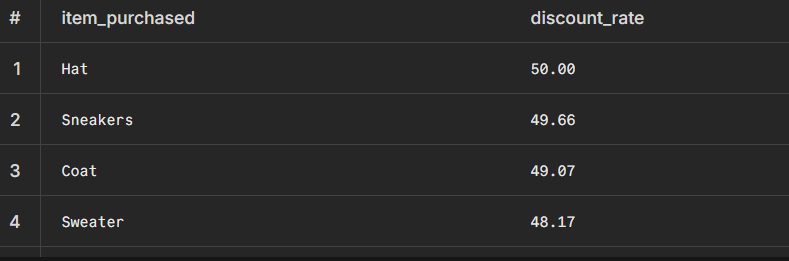 # item_purchased discount_rate
1 Hat 50.00
2 Sneakers 49.66
3 Coat 49.07
4 Sweater 48.17